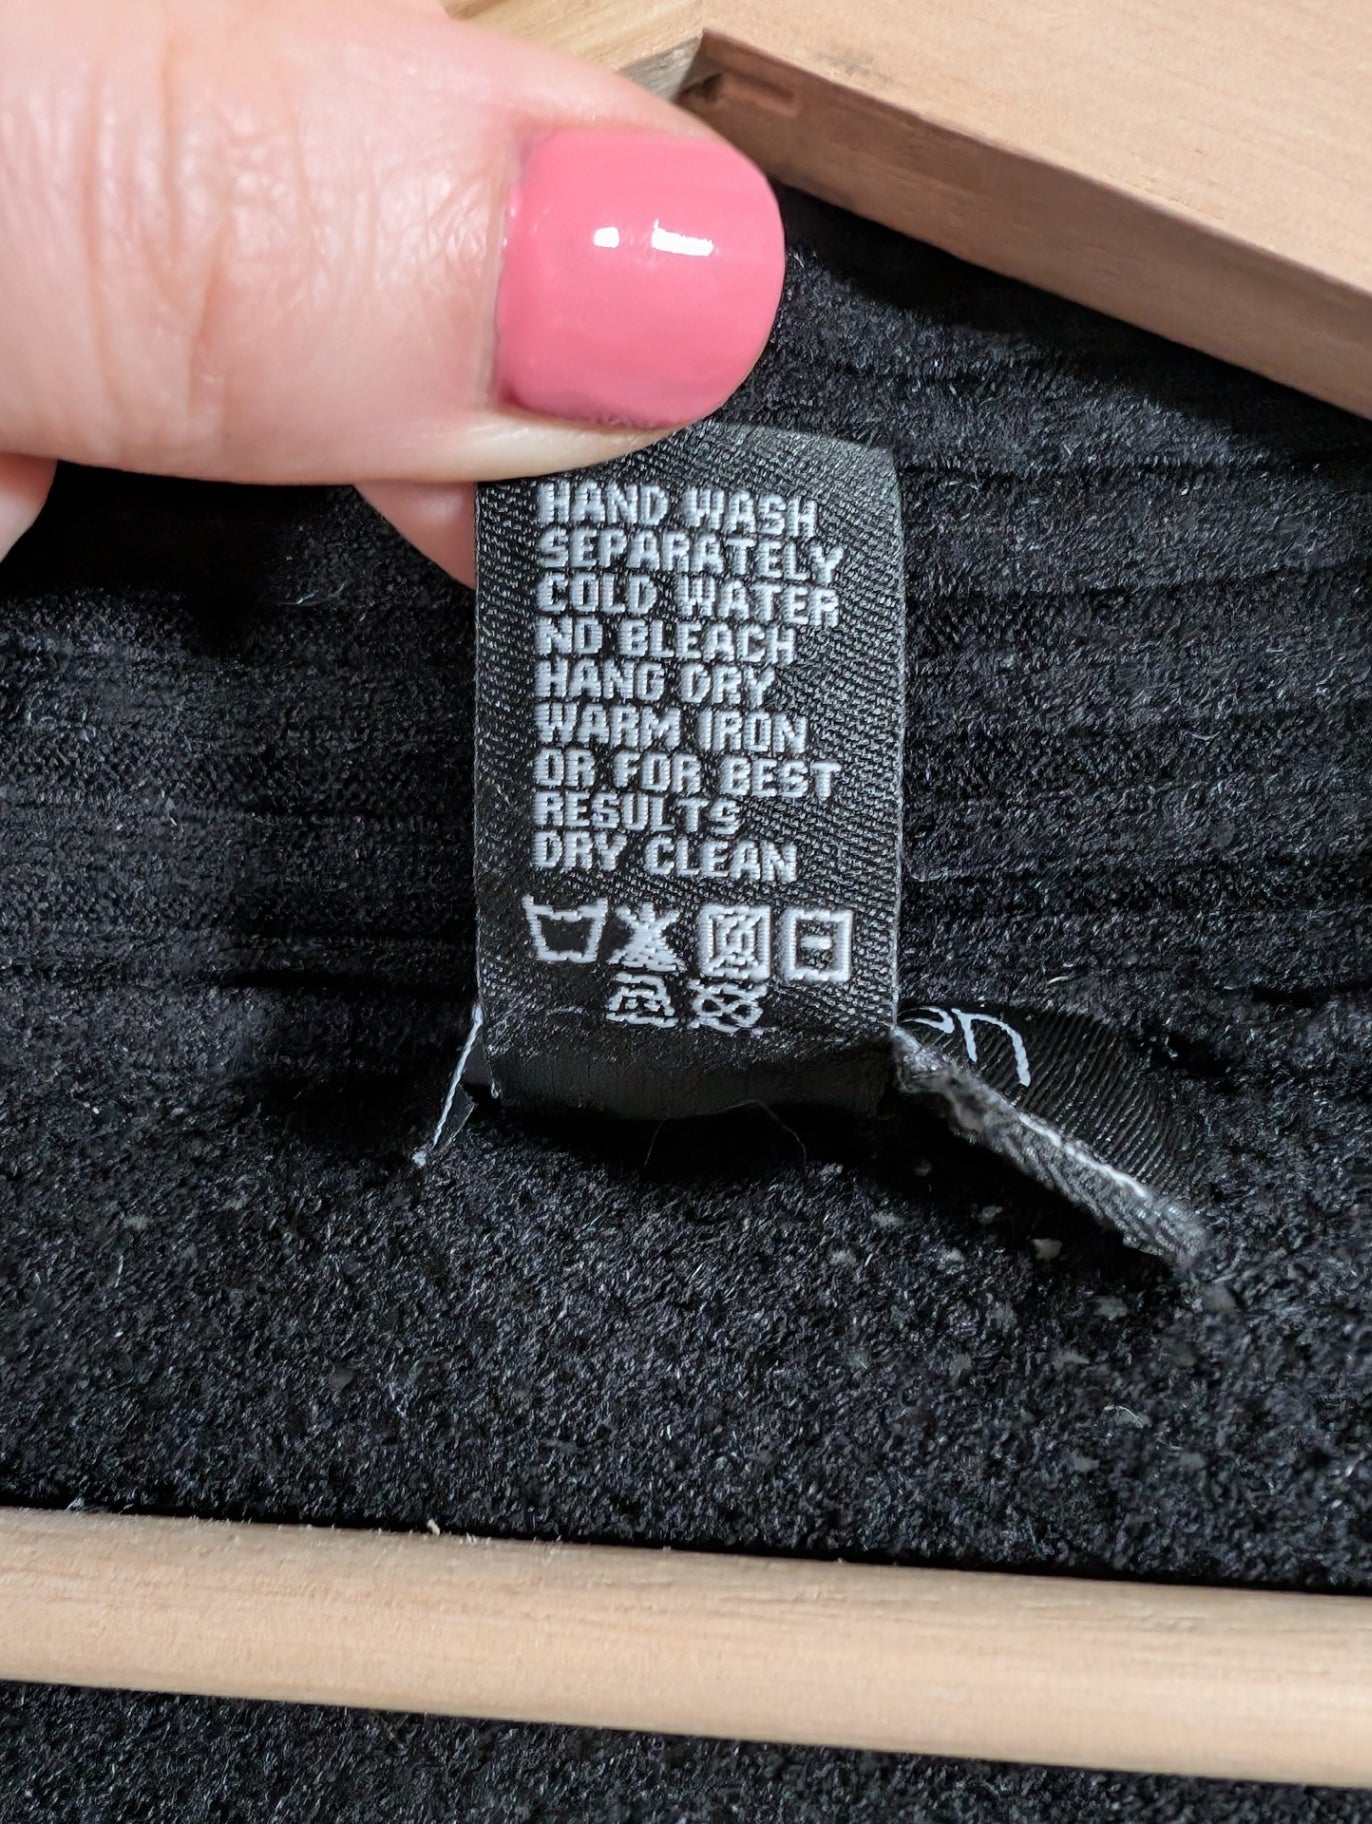 HAND WASH
SEPARATELY
COLD WATER
NO BLEACH
HANG DRY
WARM IRON
OR FOR BEST
RESULTS
DRY CLEAN